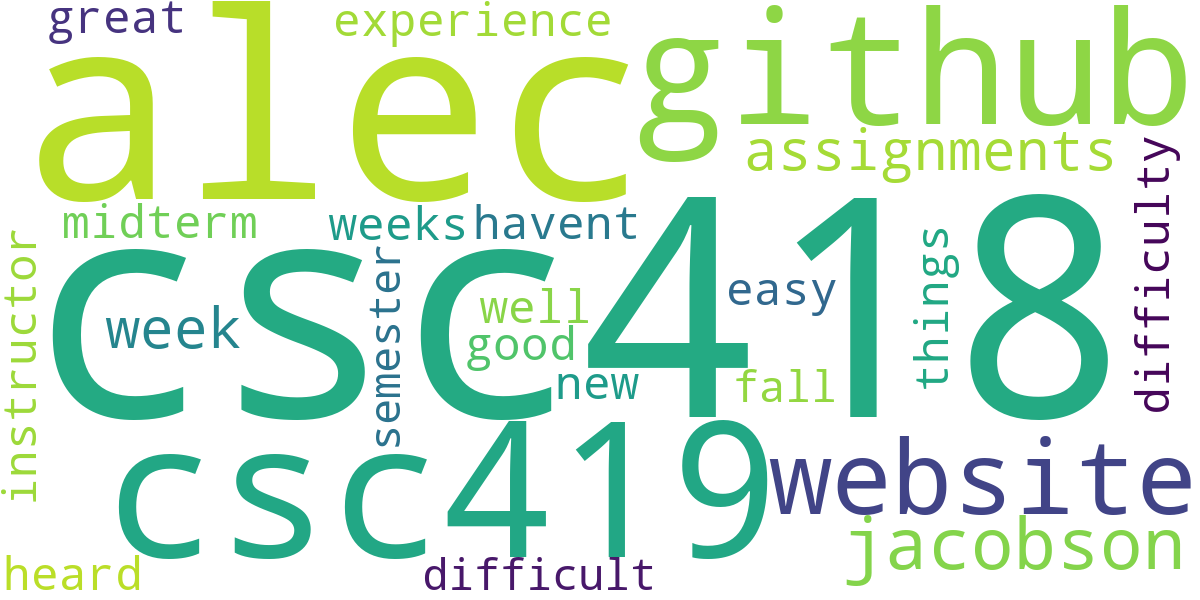 great
experience
alec
github
assignments
difficulty
midterm
weeks
havent
instructor
csc418
week
semester
well
good
easy
things
new
fall
csc419
website
jacobson
heard
difficult